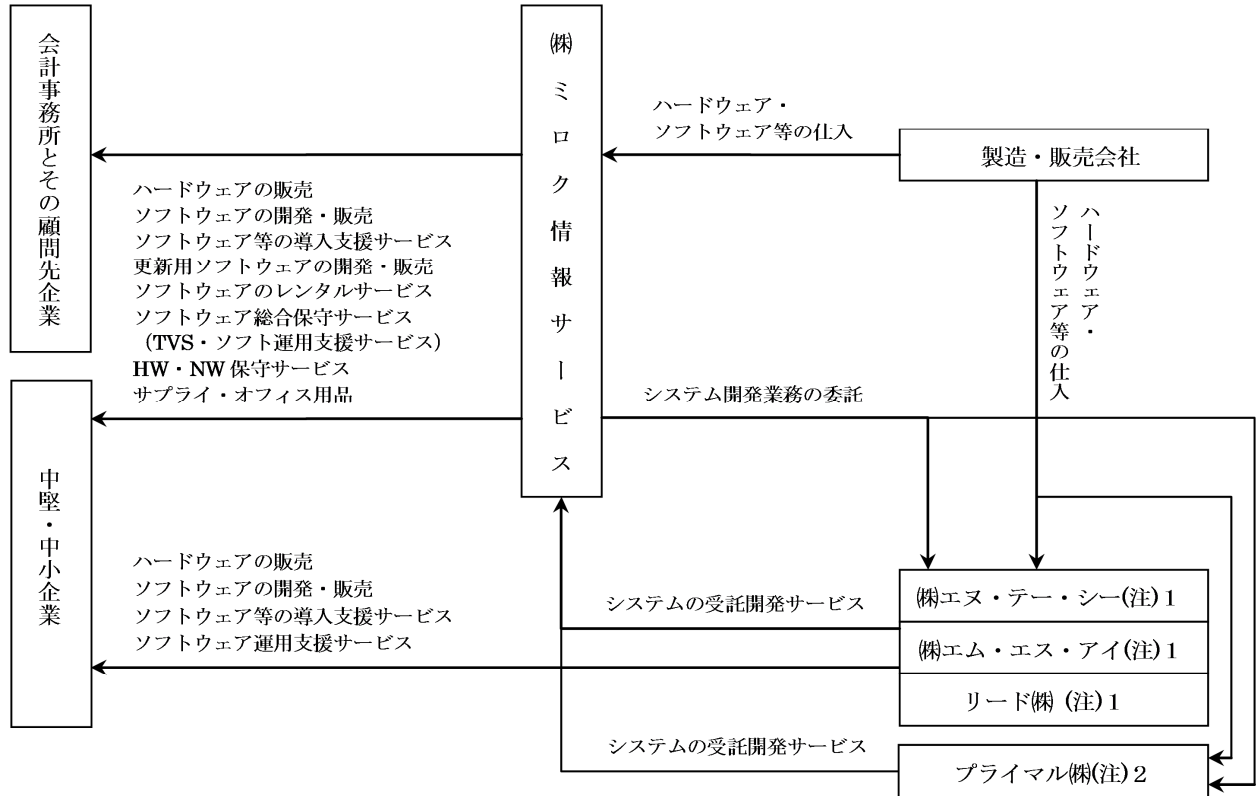 会計事務所とその顧問先企業
㈱ミロク情報サービス
ハードウェア・
ソフトウェア等の仕入
製造・販売会社
ハードウェアの販売
ソフトウェアの開発・販売
ソフトウェア等の導入支援サービス
更新用ソフトウェアの開発・販売
ソフトウェアのレンタルサービス
ソフトウェア総合保守サービス
（TVS・ソフト運用支援サービス）
HW・NW 保守サービス
サプライ・オフィス用品
ハードウェア・
ソフトウェア等の仕入
システム開発業務の委託
中堅・中小企業
ハードウェアの販売
ソフトウェアの開発・販売
ソフトウェア等の導入支援サービス
ソフトウェア運用支援サービス
システムの受託開発サービス
㈱エヌ・テー・シー(注) 1
㈱エム・エス・アイ(注) 1
リード㈱ (注) 1
システムの受託開発サービス
プライマル㈱(注) 2